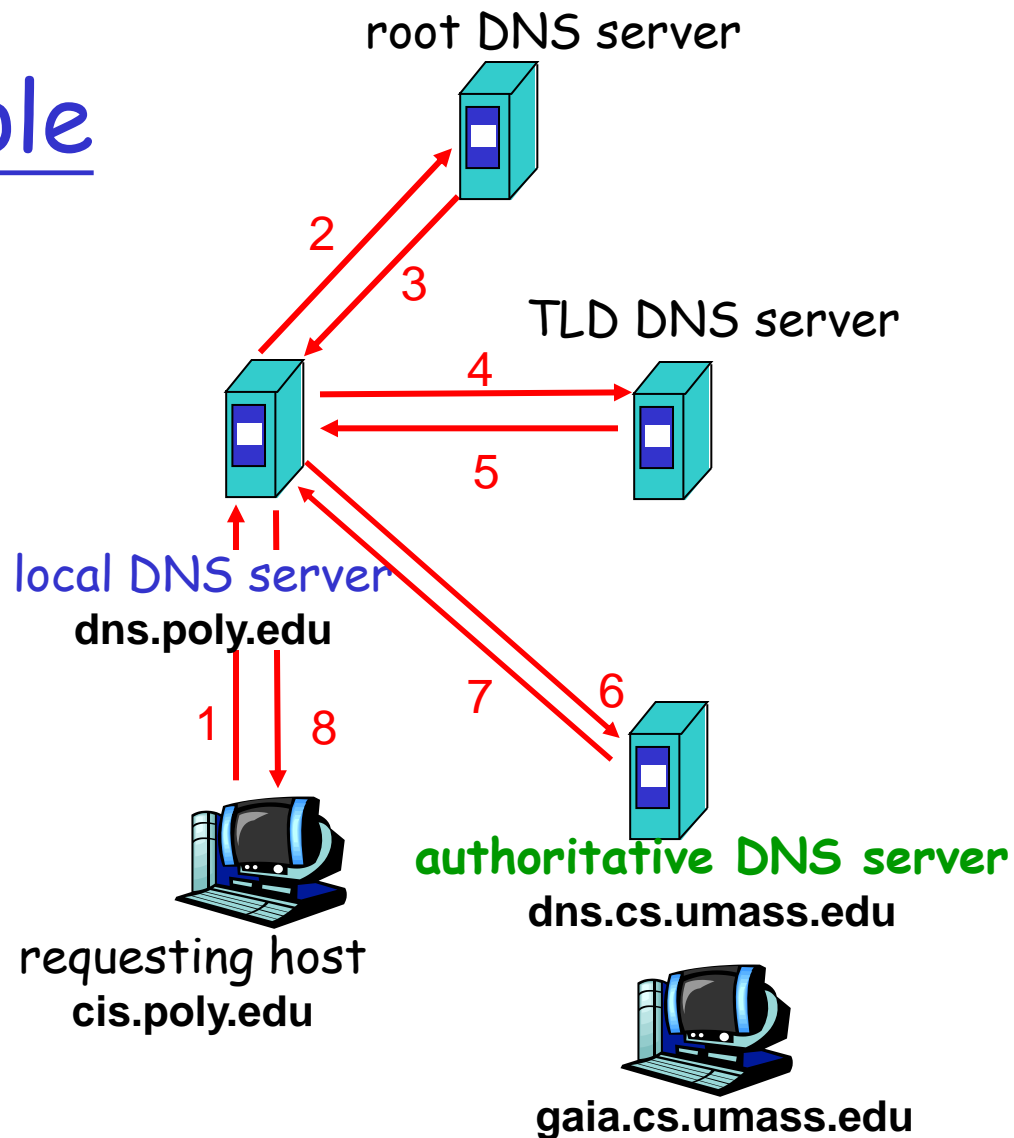 root DNS server
ple
2
3
TLD DNS server
4
5
local DNS server
dns.poly.edu
7
6
1
8
authoritative DNS server
dns.cs.umass.edu
requesting host
cis.poly.edu
gaia.cs.umass.edu